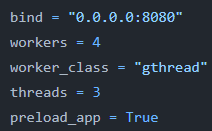 bind = "0.0.0.0:8080"
workers = 4
worker_class = "gthread"
threads = 3
preload_app = True